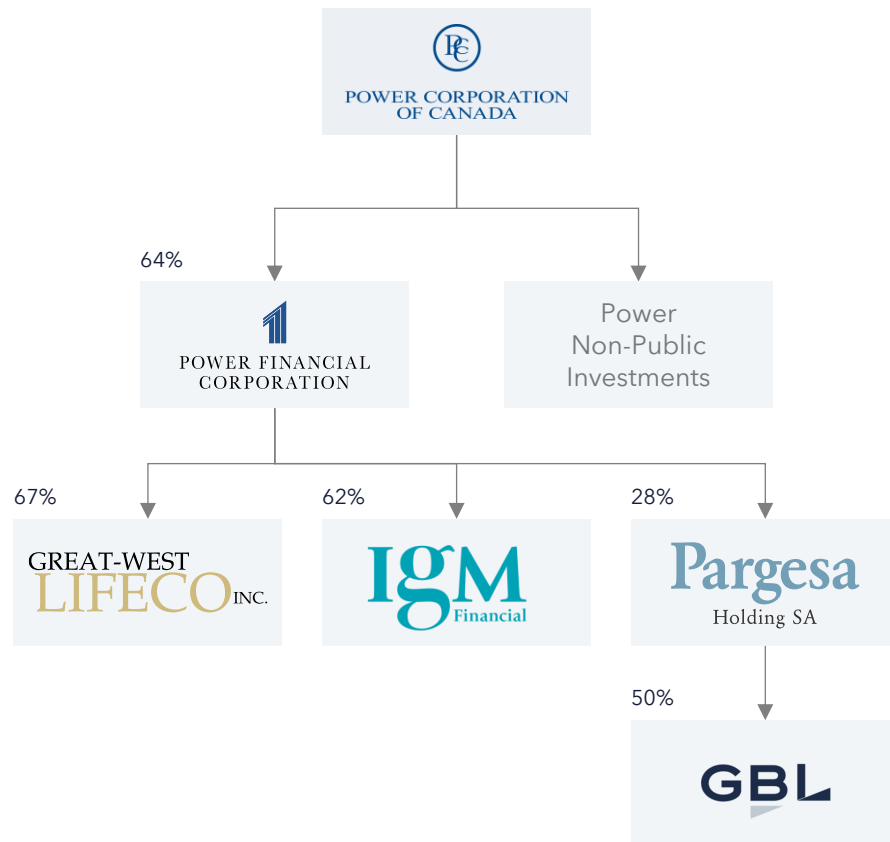 PCC
POWER CORPORATION
OF CANADA
64%
POWER FINANCIAL
CORPORATION
Power
Non-Public
Investments
67%
62%
28%
GREAT-WEST
LIFECO INC.
IgM
Financial
Pargesa
Holding SA
50%
GBL